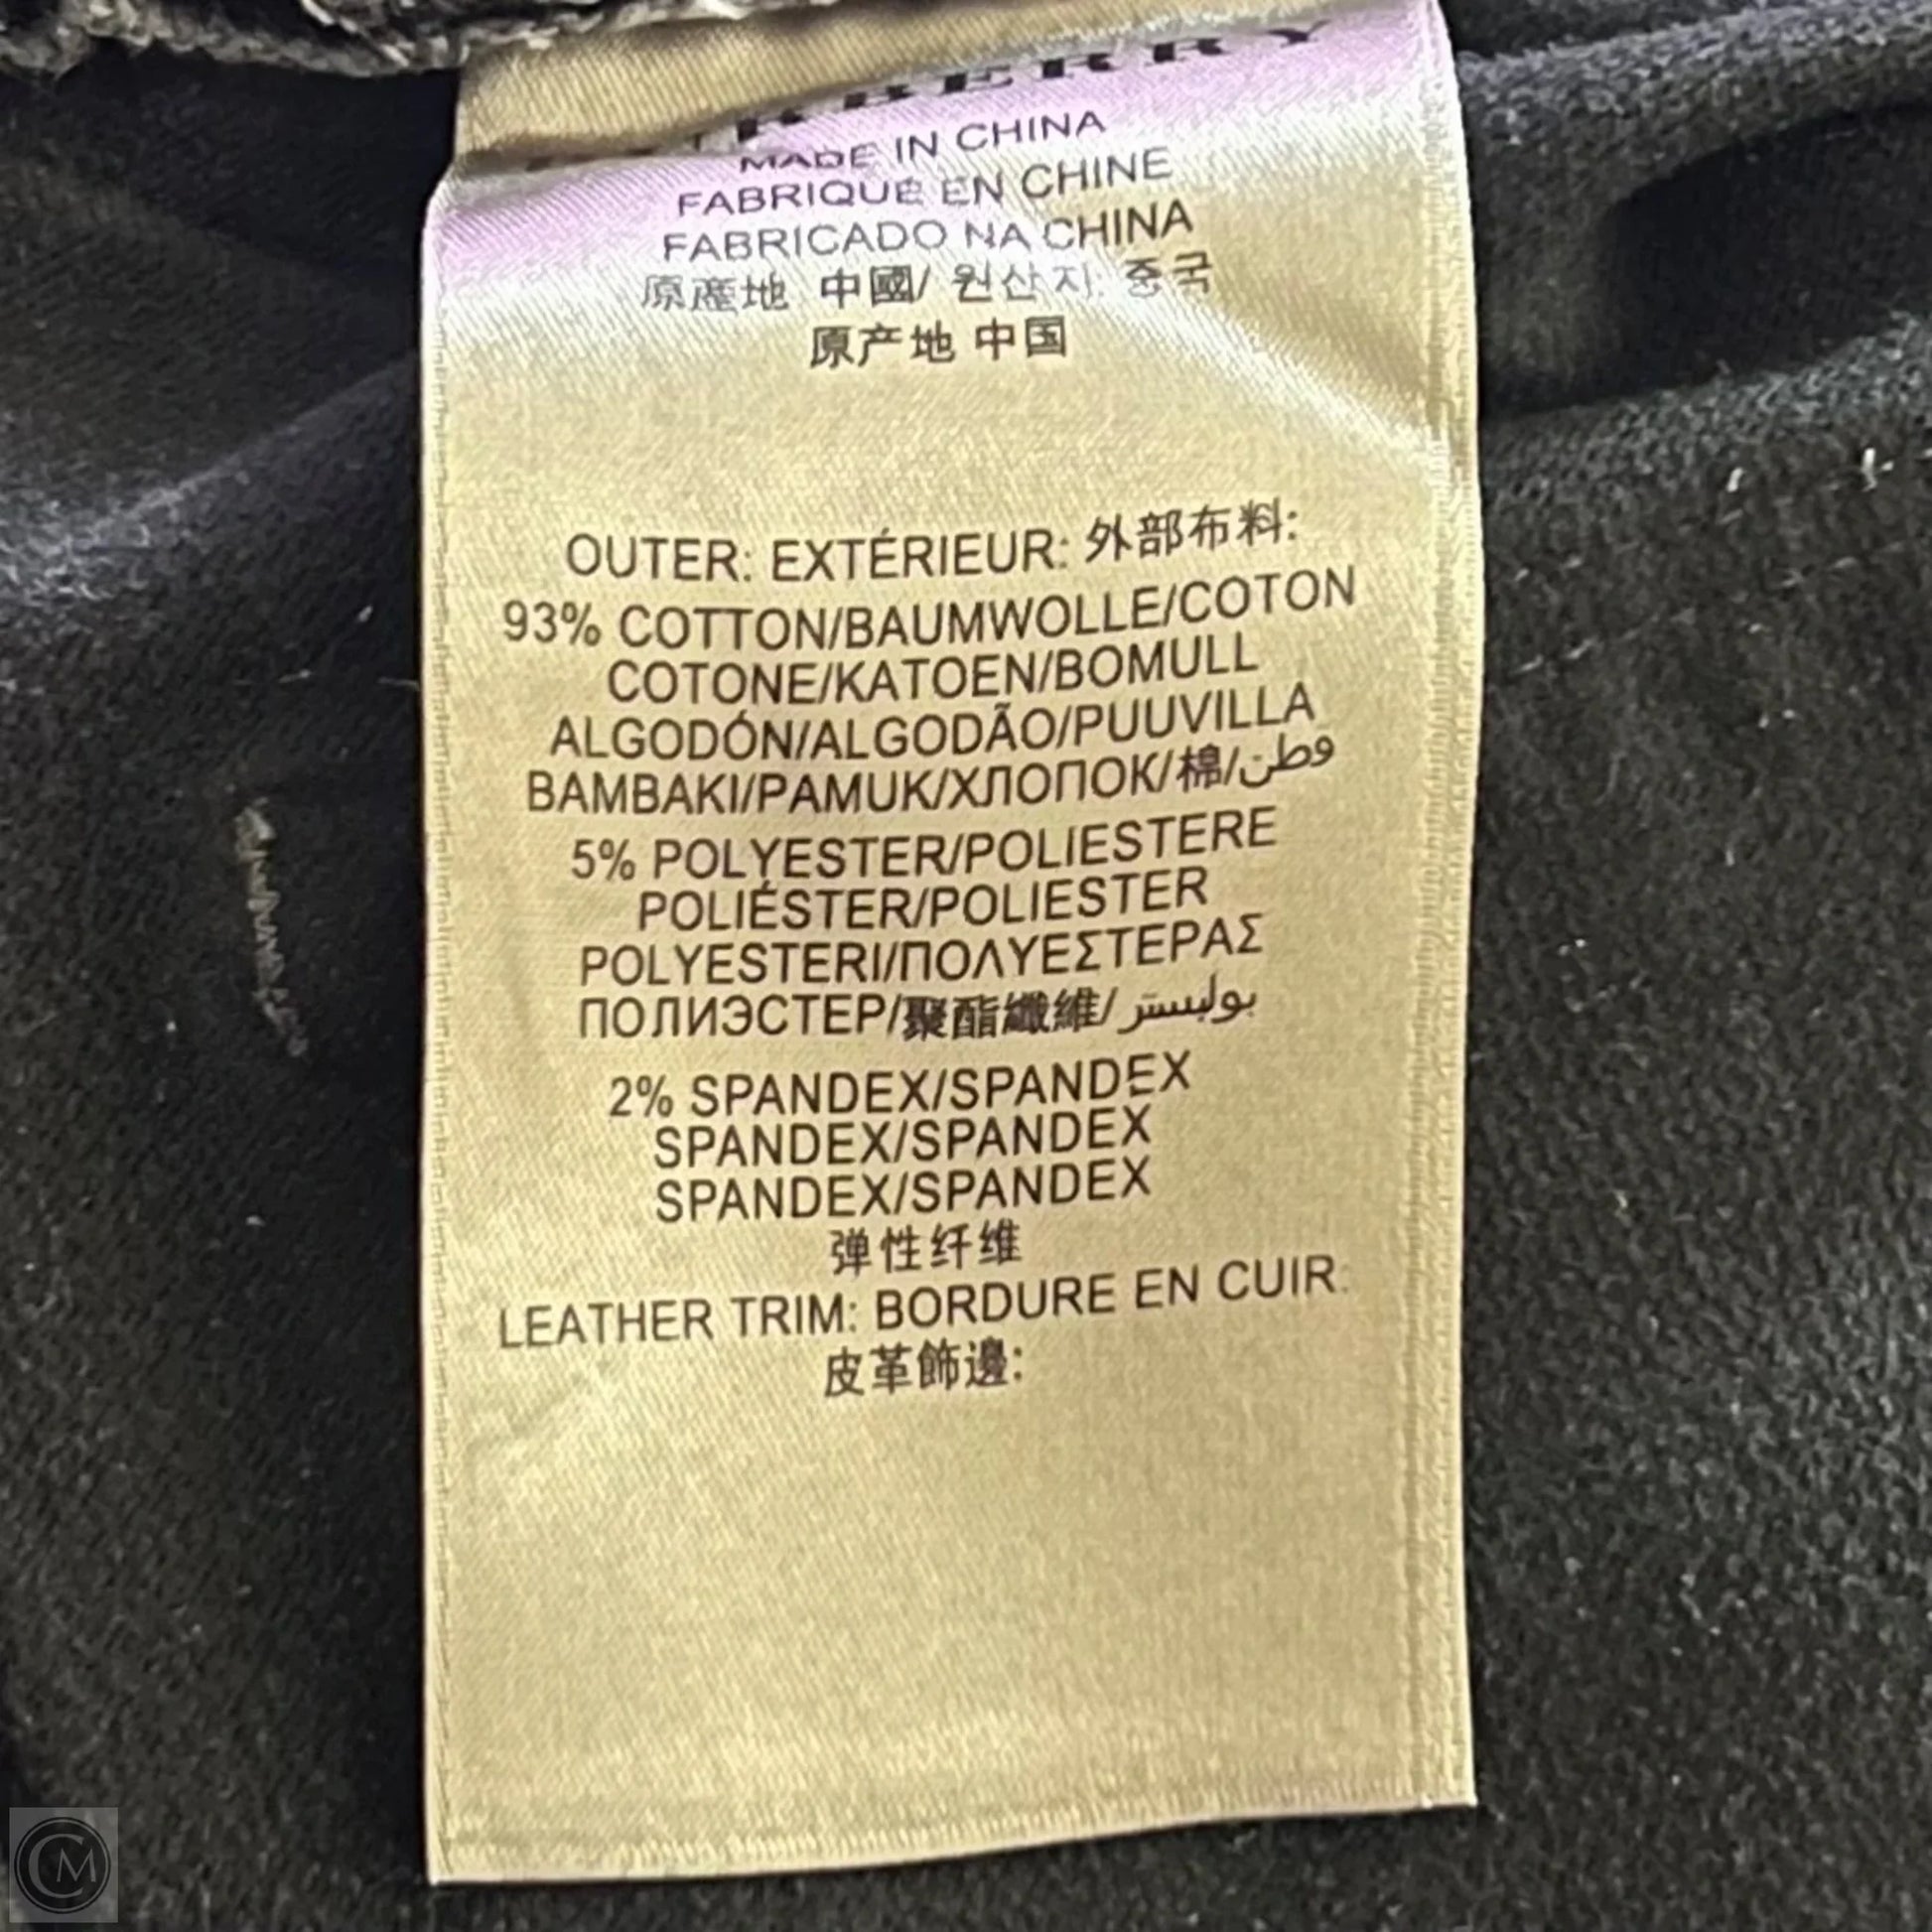 MADE IN CHINA
FABRIQUÉ EN CHINE
FABRICADO NA CHINA
原產地 中國/ 원산지: 중국
原产地 中国
OUTER: EXTÉRIEUR: 外部布料:
93% COTTON/BAUMWOLLE/COTON
COTONE/KATOEN/BOMULL
ALGODÓN/ALGODÃO/PUUVILLA
BAMBAKI/PAMUK/ХЛОПОК/棉/قطن
5% POLYESTER/POLIESTERE
POLIÉSTER/POLIESTER
POLYESTERI/ΠΟΛΥΕΣΤΕΡΑΣ
ПОЛИЭСТЕР/聚酯纖維/بوليستر
2% SPANDEX/SPANDEX
SPANDEX/SPANDEX
SPANDEX/SPANDEX
弹性纤维
LEATHER TRIM: BORDURE EN CUIR:
皮革飾邊:
CM